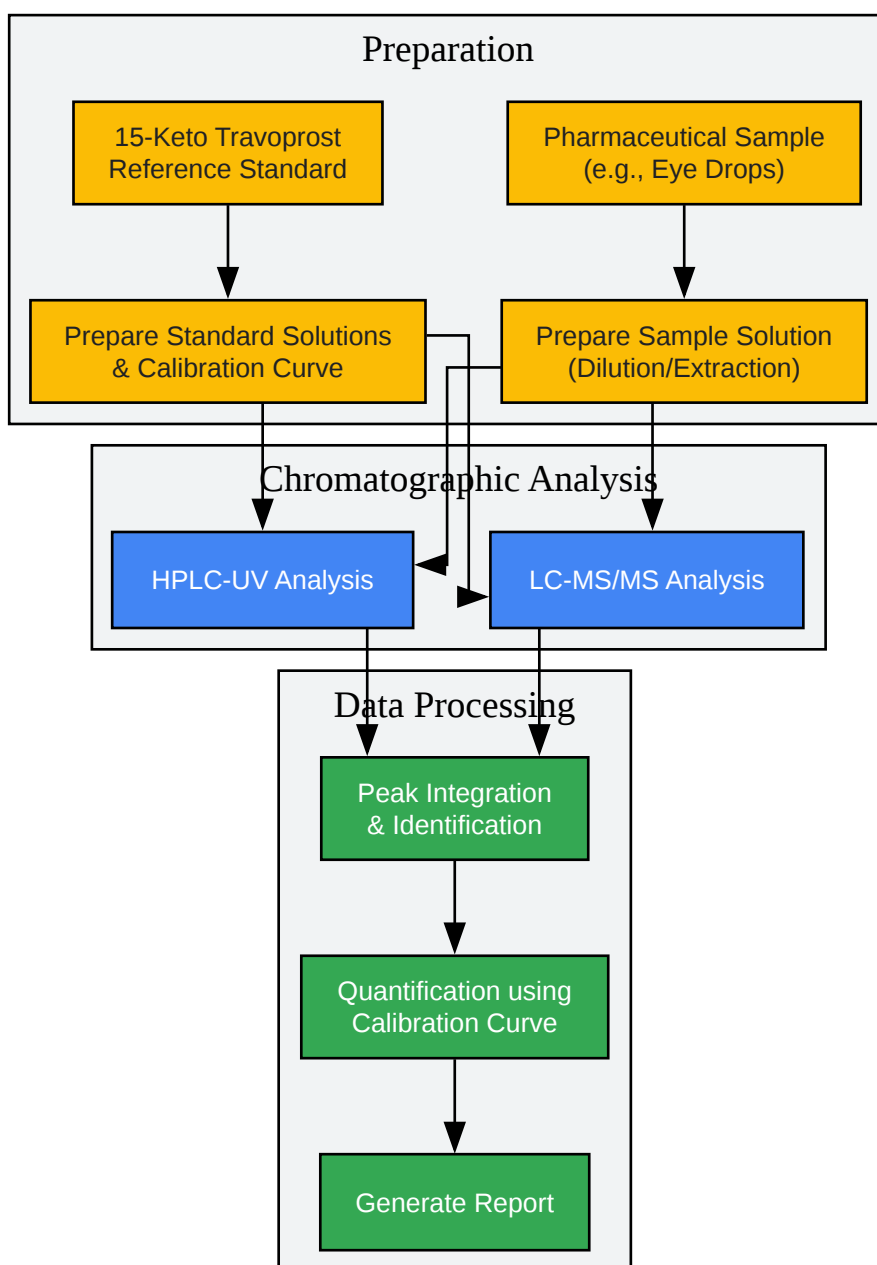 Preparation
15-Keto Travoprost
Reference Standard
Pharmaceutical Sample
(e.g., Eye Drops)
Prepare Standard Solutions
& Calibration Curve
Prepare Sample Solution
(Dilution/Extraction)
Chromatographic Analysis
HPLC-UV Analysis
LC-MS/MS Analysis
Data Processing
Peak Integration
& Identification
Quantification using
Calibration Curve
Generate Report